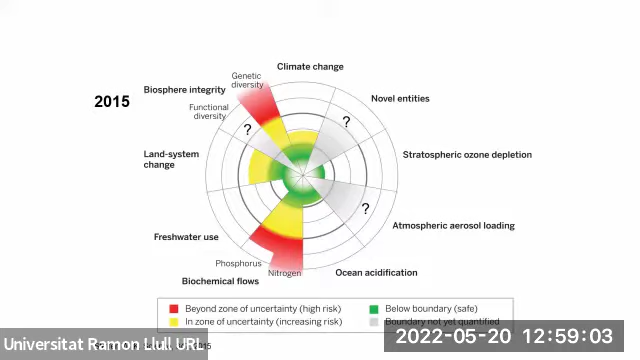 Climate change
Genetic
diversity
Biosphere integrity
2015
Novel entities
Functional
diversity
?
?
Land-system
change
Stratospheric ozone depletion
?
Atmospheric aerosol loading
Freshwater use
Phosphorus
Nitrogen
Ocean acidification
Biochemical flows
Beyond zone of uncertainty (high risk)
Below boundary (safe)
In zone of uncertainty (increasing risk)
Boundary not yet quantified
Universitat Ramon Llull URL
2022-05-20 12:59:03